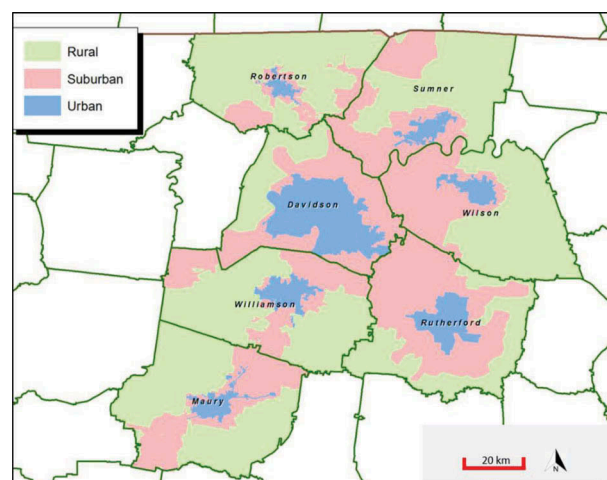 Rural
Suburban
Urban
Robertson
Sumner
Davidson
Wilson
Williamson
Rutherford
Maury
20 km
N